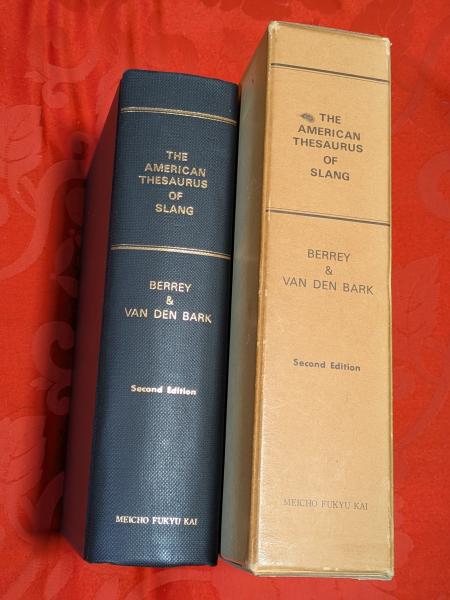 THE
AMERICAN
THESAURUS
OF
SLANG
BERREY
&
VAN DEN BARK
Second Edition
MEICHO FUKYU KAI
THE
AMERICAN
THESAURUS
OF
SLANG
BERREY
&
VAN DEN BARK
Second Edition
MEICHO FUKYU KAI